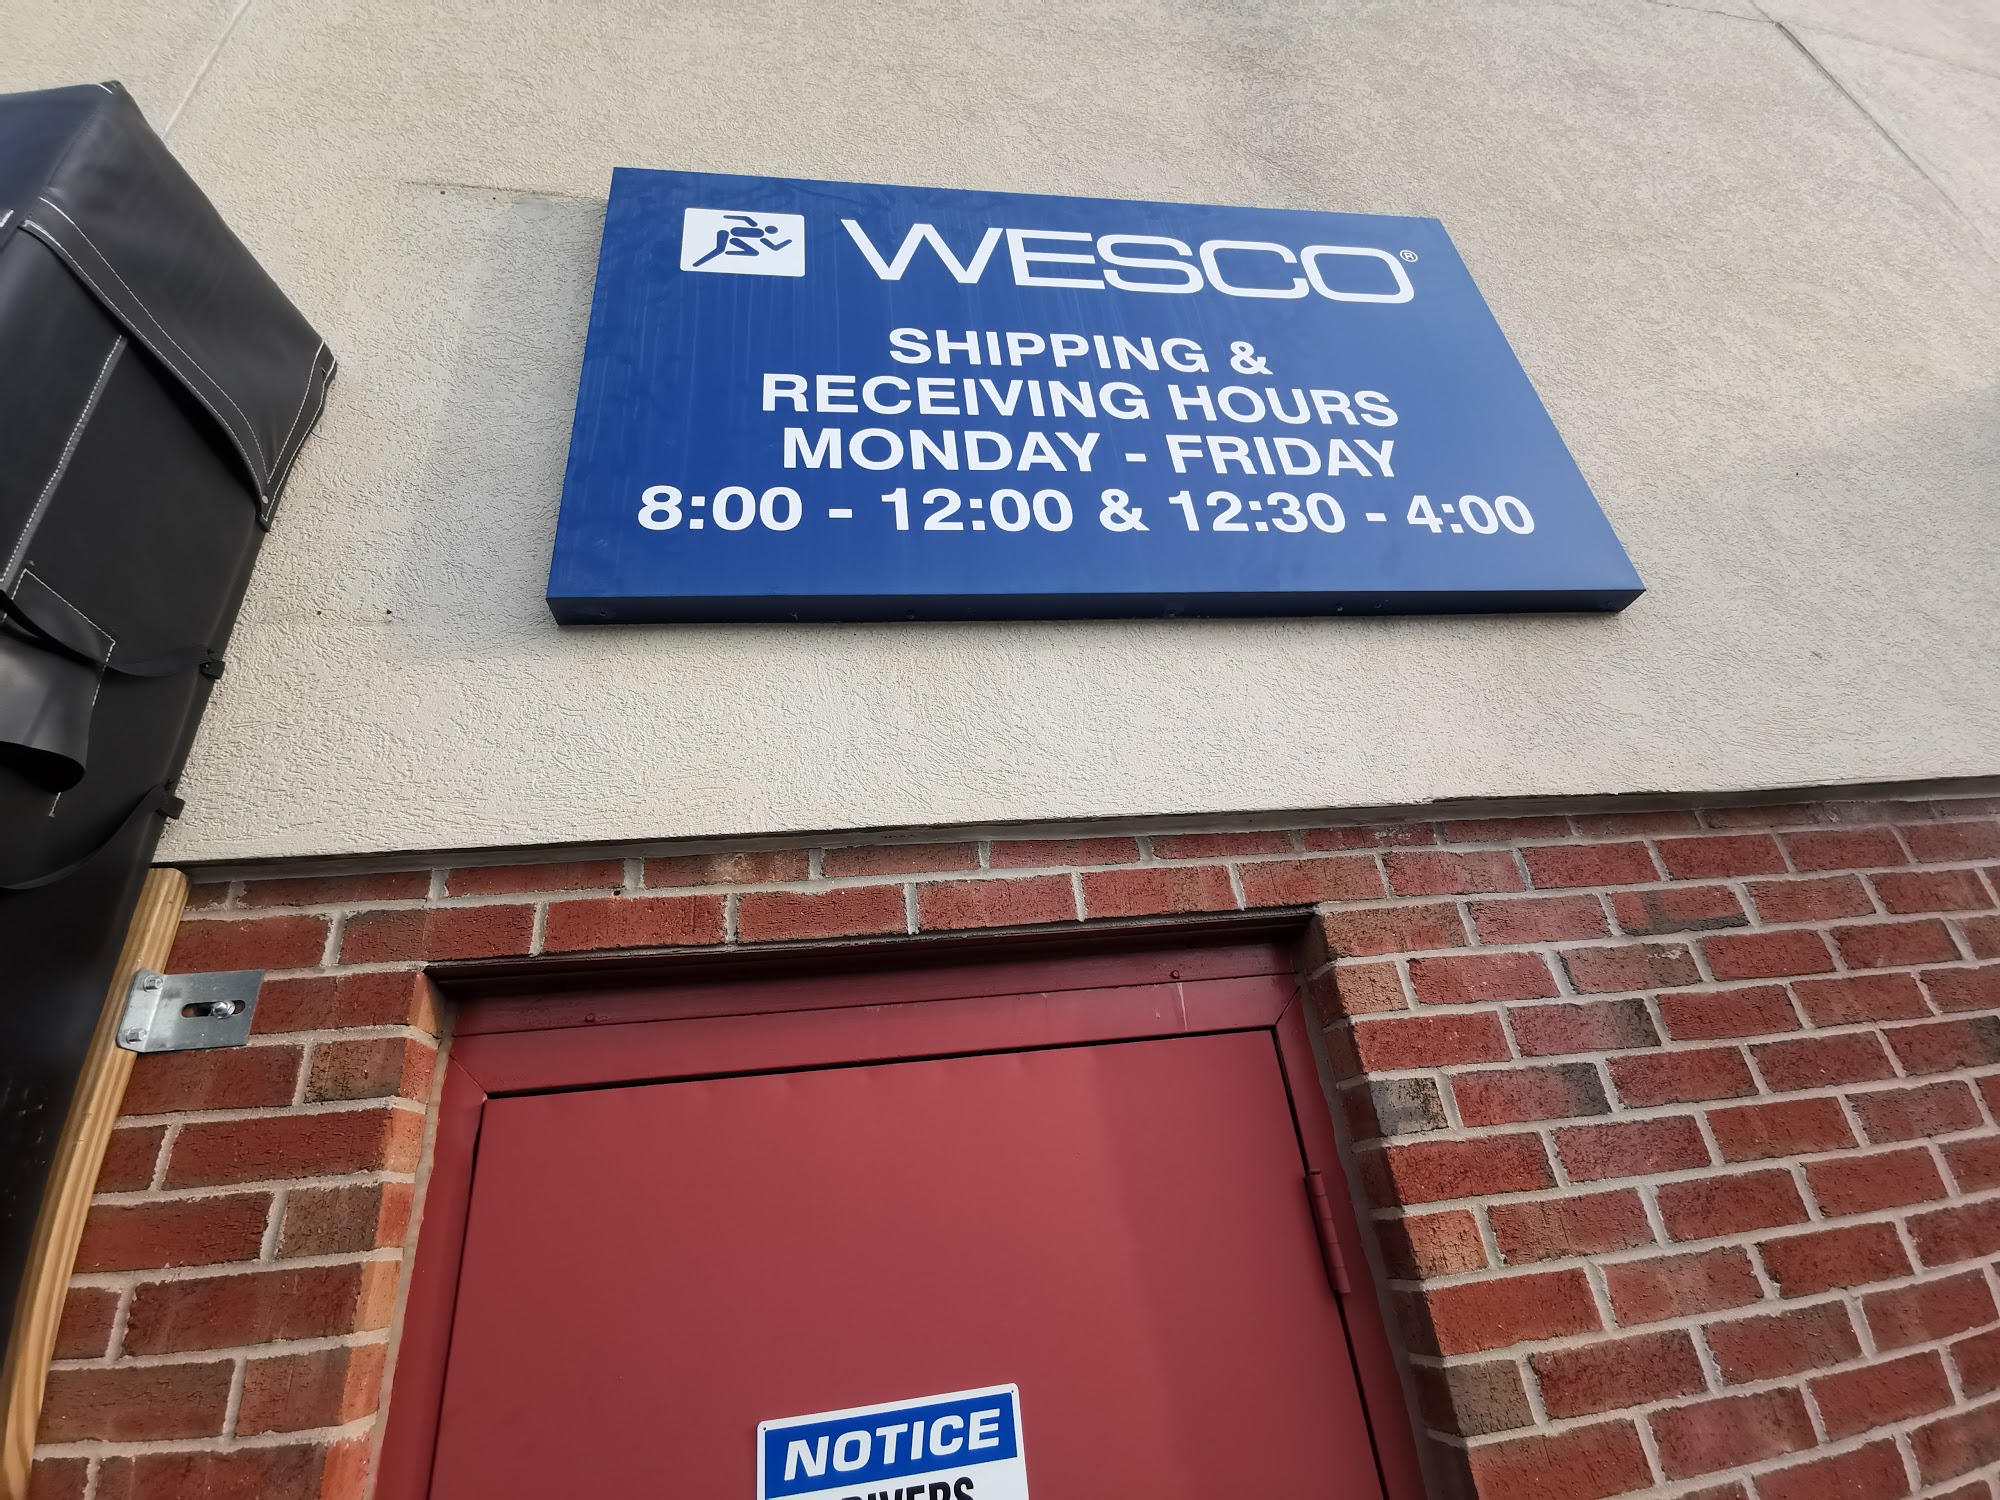 WESCO®
SHIPPING &
RECEIVING HOURS
MONDAY - FRIDAY
8:00 - 12:00 & 12:30 - 4:00
NOTICE